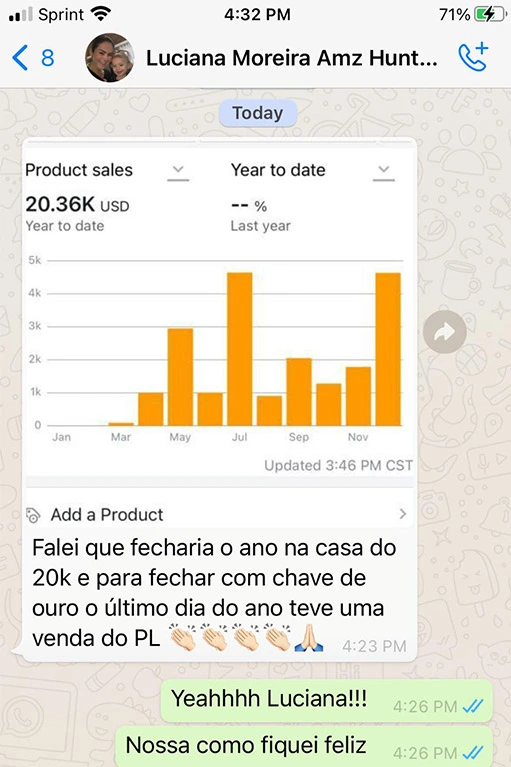 Sprint 4:32 PM 71%
8 Luciana Moreira Amz Hunt...
Today
Product sales Year to date
20.36K USD -- %
Year to date Last year
5k
4k
3k
2k
1k
0
Jan Mar May Jul Sep Nov
Updated 3:46 PM CST
Add a Product
Falei que fecharia o ano na casa do
20k e para fechar com chave de
ouro o último dia do ano teve uma
venda do PL 👏🏻👏🏻👏🏻👏🏻🙏🏻 4:23 PM
Yeahhhh Luciana!!! 4:26 PM
Nossa como fiquei feliz 4:26 PM